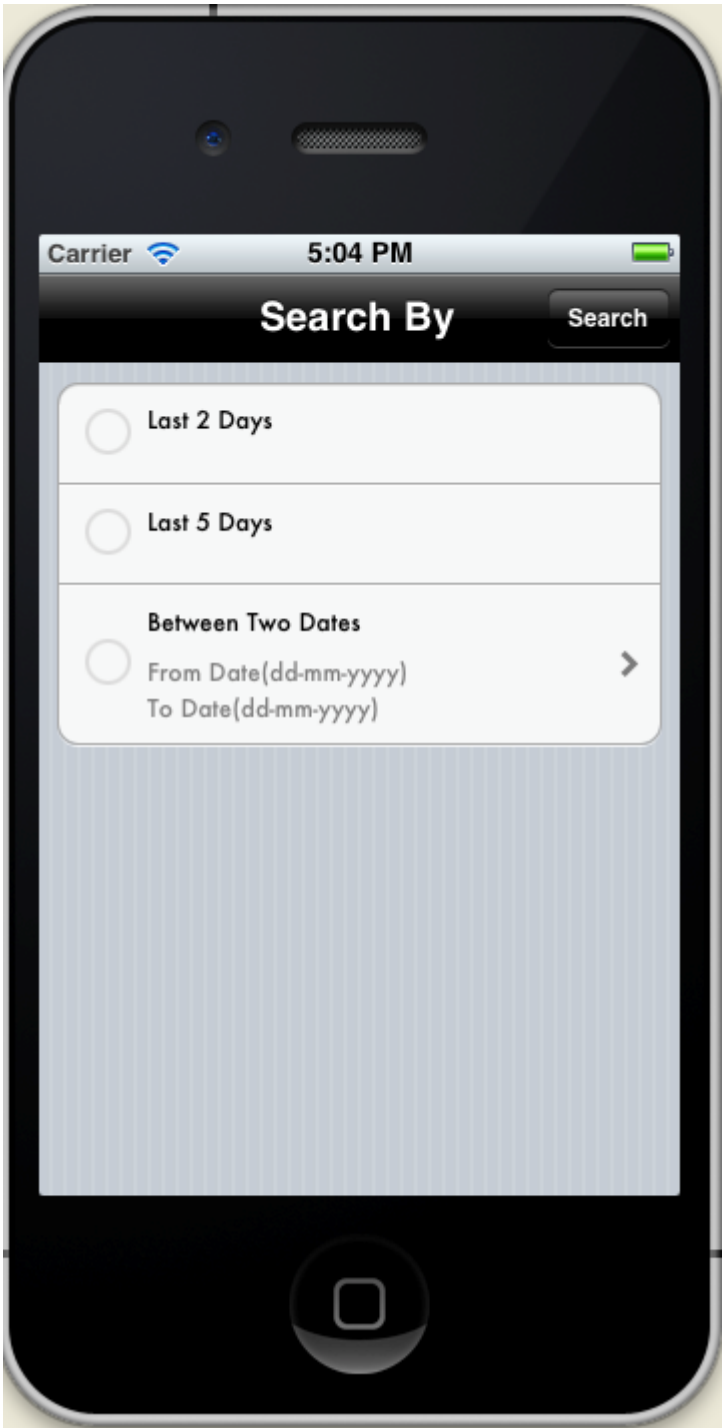 Carrier 5:04 PM
Search By Search
Last 2 Days
Last 5 Days
Between Two Dates
From Date(dd-mm-yyyy)
To Date(dd-mm-yyyy)